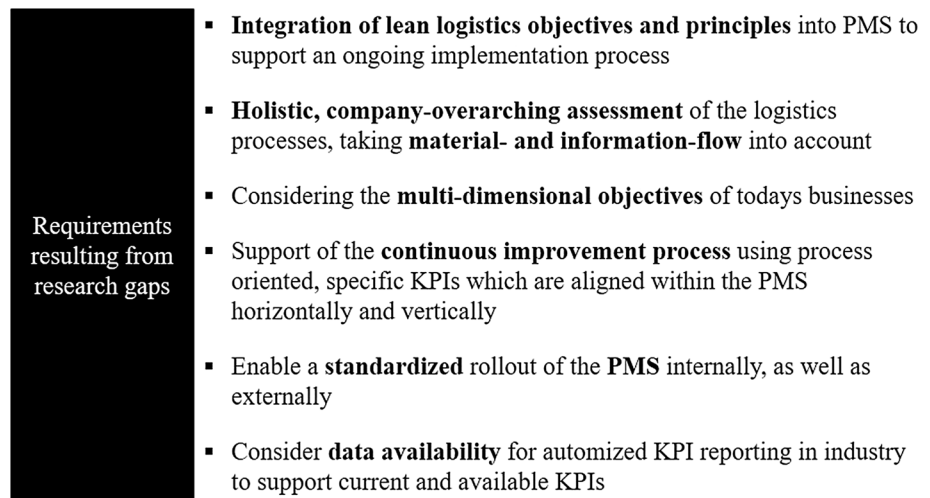 Requirements
resulting from
research gaps
▪ Integration of lean logistics objectives and principles into PMS to
support an ongoing implementation process
▪ Holistic, company-overarching assessment of the logistics
processes, taking material- and information-flow into account
▪ Considering the multi-dimensional objectives of todays businesses
▪ Support of the continuous improvement process using process
oriented, specific KPIs which are aligned within the PMS
horizontally and vertically
▪ Enable a standardized rollout of the PMS internally, as well as
externally
▪ Consider data availability for automized KPI reporting in industry
to support current and available KPIs